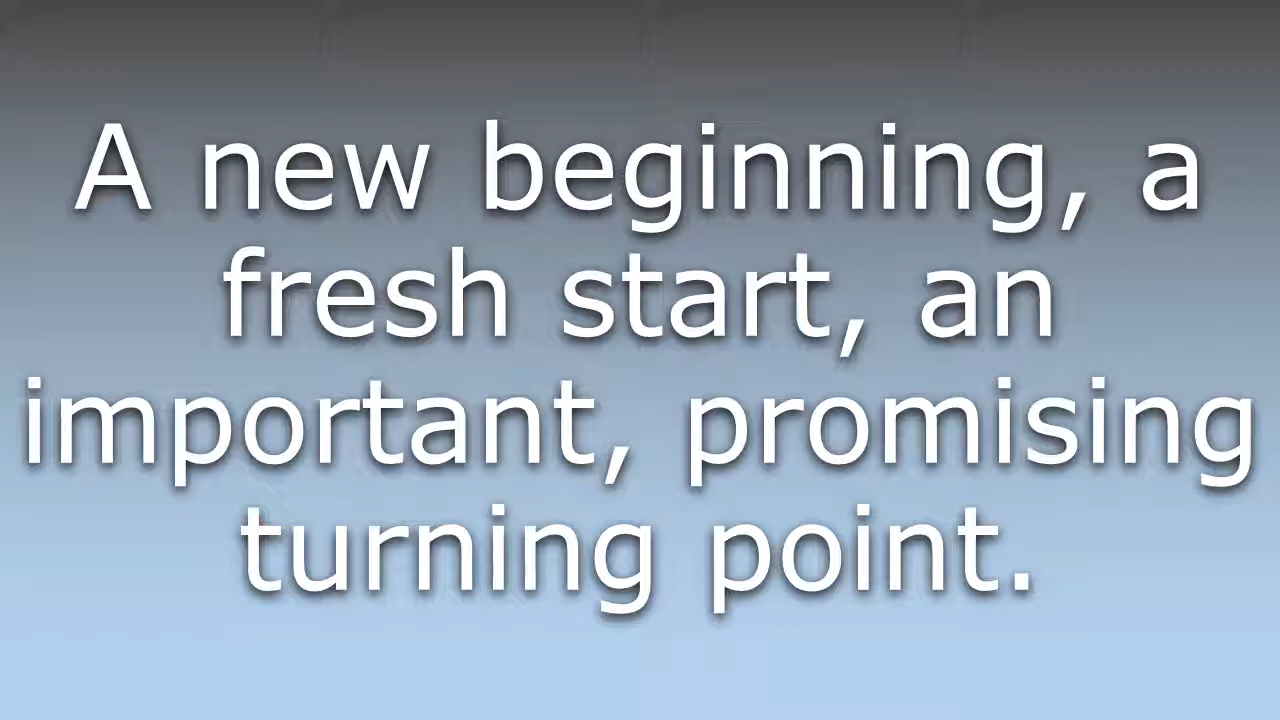 A new beginning, a
fresh start, an
important, promising
turning point.